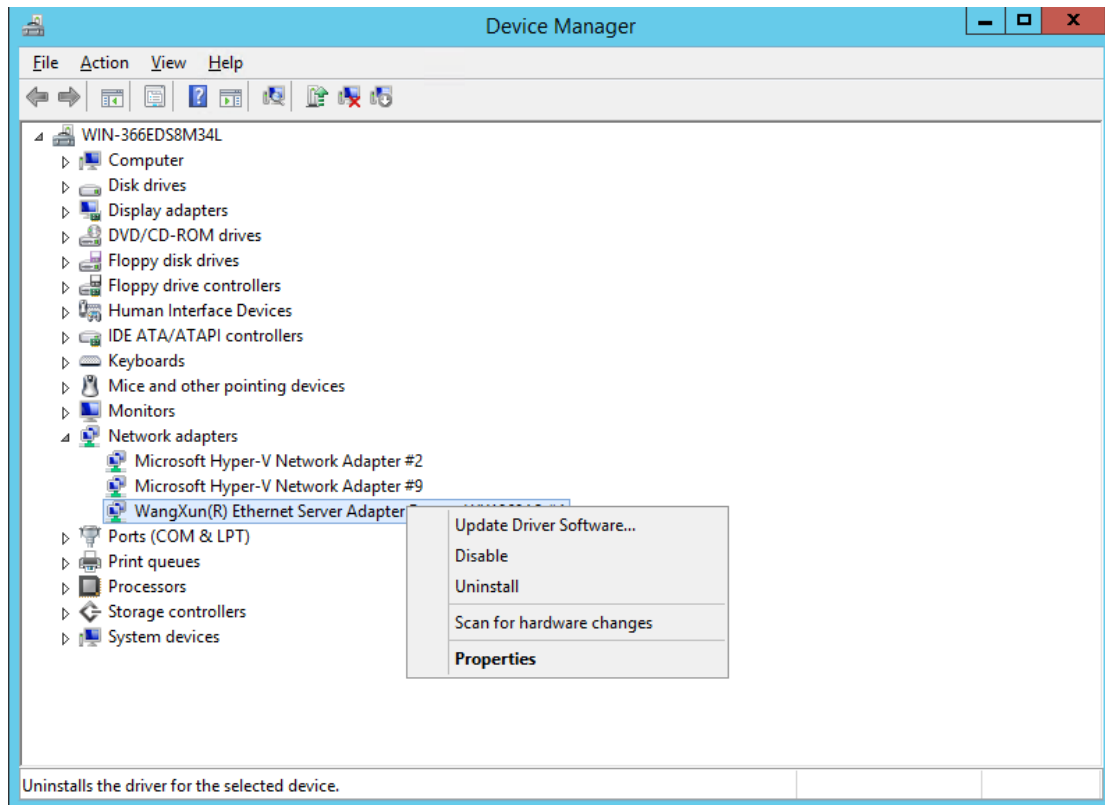 Device Manager
File Action View Help
WIN-366EDS8M34L
Computer
Disk drives
Display adapters
DVD/CD-ROM drives
Floppy disk drives
Floppy drive controllers
Human Interface Devices
IDE ATA/ATAPI controllers
Keyboards
Mice and other pointing devices
Monitors
Network adapters
Microsoft Hyper-V Network Adapter #2
Microsoft Hyper-V Network Adapter #9
WangXun(R) Ethernet Server Adapter
Update Driver Software...
Disable
Uninstall
Scan for hardware changes
Properties
Ports (COM & LPT)
Print queues
Processors
Storage controllers
System devices
Uninstalls the driver for the selected device.